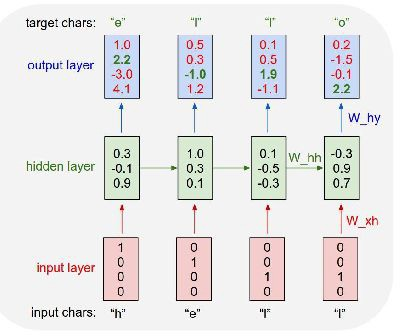 target chars: “e” “l” “l” “o”
1.0 0.5 0.1 0.2
2.2 0.3 0.5 -1.5
output layer -3.0 -1.0 1.9 -0.1
4.1 1.2 -1.1 2.2
W_hy
0.3 1.0 0.1 W_hh -0.3
hidden layer -0.1 0.3 -0.5 0.9
0.9 0.1 -0.3 0.7
W_xh
1 0 0 0
input layer 0 1 0 0
0 0 1 1
0 0 0 0
input chars: “h” “e” “l” “l”